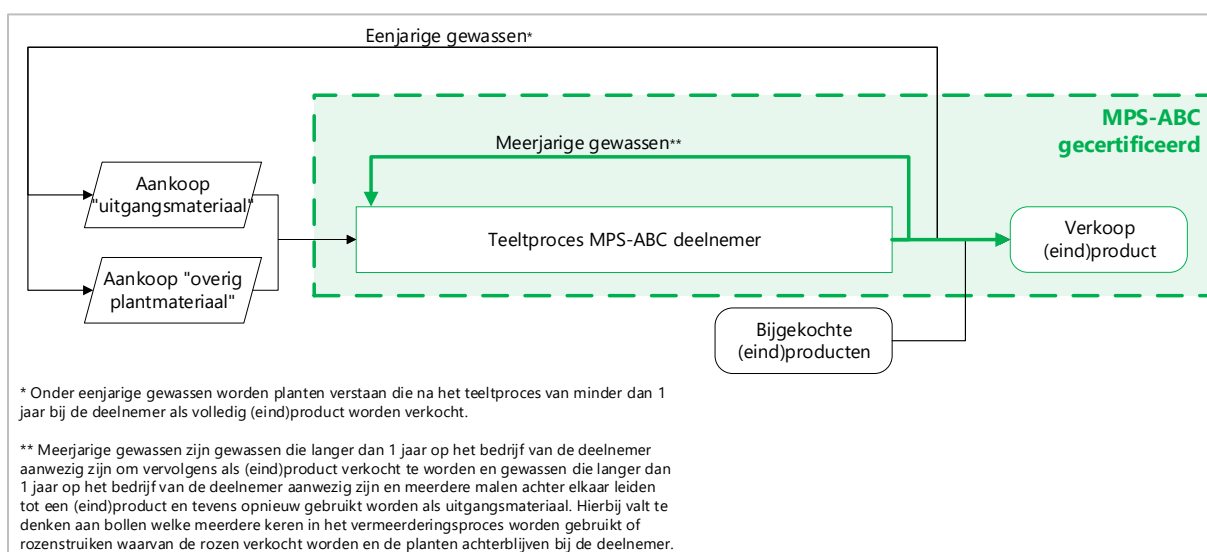 Eenjarige gewassen*
MPS-ABC
gecertificeerd
Meerjarige gewassen**
Aankoop
"uitgangsmateriaal"
Teeltproces MPS-ABC deelnemer
Verkoop
(eind)product
Aankoop "overig
plantmateriaal"
Bijgekochte
(eind)producten
* Onder eenjarige gewassen worden planten verstaan die na het teeltproces van minder dan 1
jaar bij de deelnemer als volledig (eind)product worden verkocht.
** Meerjarige gewassen zijn gewassen die langer dan 1 jaar op het bedrijf van de deelnemer
aanwezig zijn om vervolgens als (eind)product verkocht te worden en gewassen die langer dan
1 jaar op het bedrijf van de deelnemer aanwezig zijn en meerdere malen achter elkaar leiden
tot een (eind)product en tevens opnieuw gebruikt worden als uitgangsmateriaal. Hierbij valt te
denken aan bollen welke meerdere keren in het vermeerderingsproces worden gebruikt of
rozenstruiken waarvan de rozen verkocht worden en de planten achterblijven bij de deelnemer.